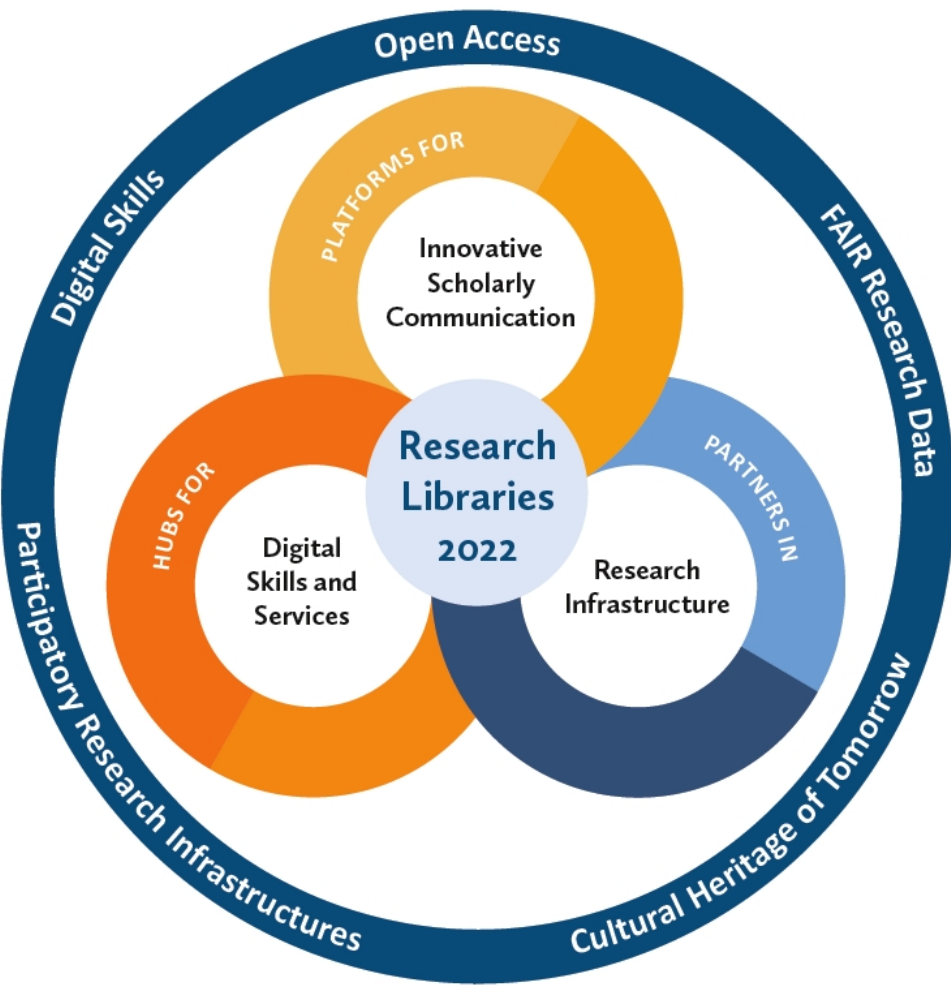 Open Access
Digital Skills
FAIR Research Data
PLATFORMS FOR
Innovative
Scholarly
Communication
Research
Libraries
2022
HUBS FOR
Digital
Skills and
Services
PARTNERS IN
Research
Infrastructure
Participatory Research Infrastructures
Cultural Heritage of Tomorrow